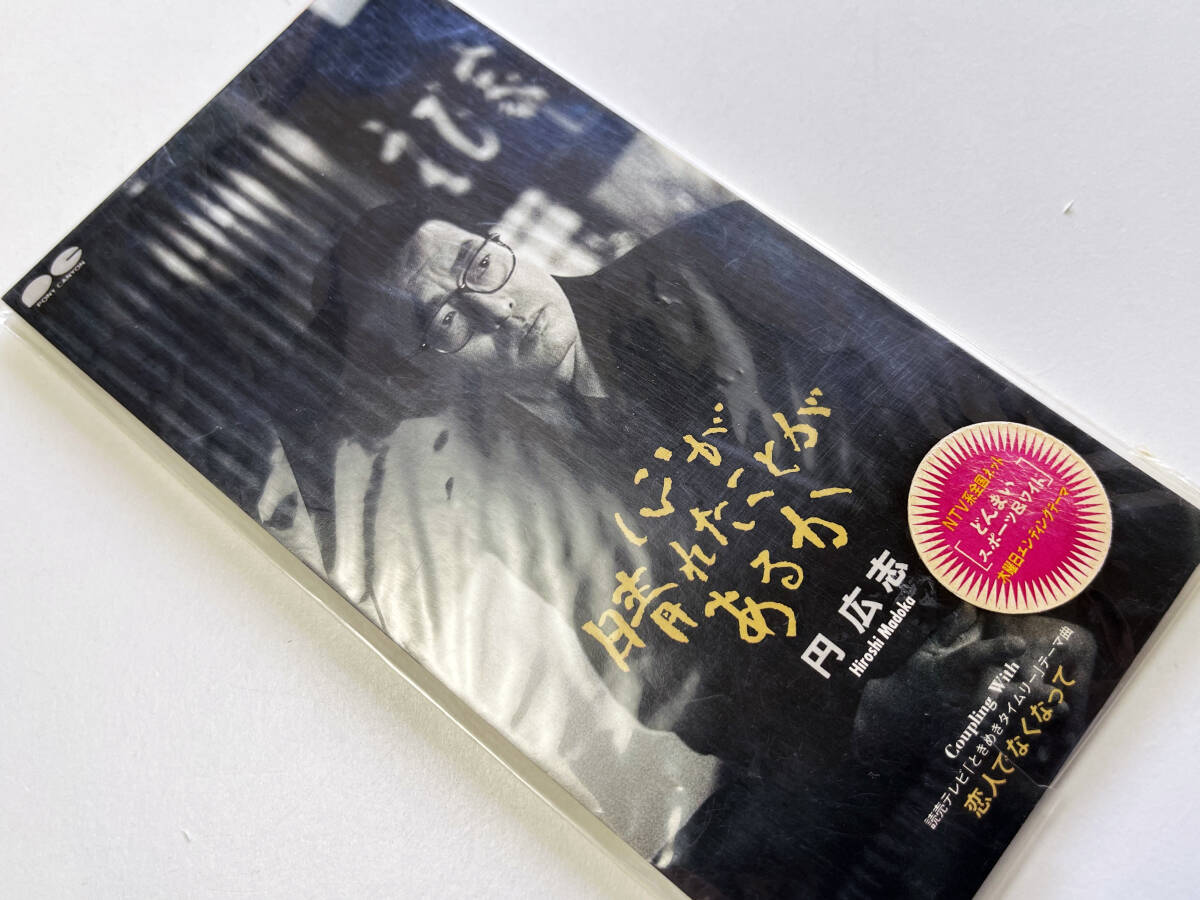 PONY CANYON
心が
晴れたことが
あるか
円 広志
Hiroshi Madoka
NTV系全国ネット
「どんまい
スポーツ&ワイド」
木曜日エンディングテーマ
Coupling With
読売テレビ「ときめきタイムリー」テーマ曲
恋人でなくなって